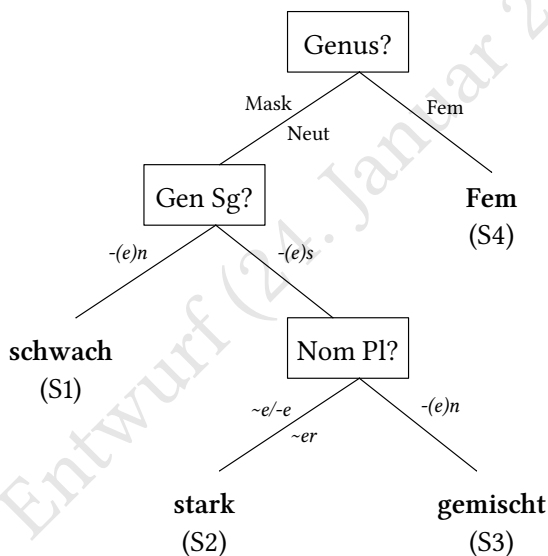 Genus?
Mask
Neut
Fem
Gen Sg?
Fem
(S4)
-(e)n
-(e)s
schwach
(S1)
Nom Pl?
~e/-e
~er
-(e)n
stark
(S2)
gemischt
(S3)
Entwurf (24. Januar 2